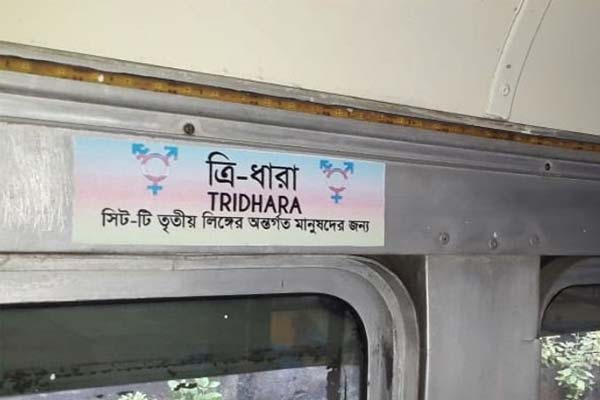 ত্রি-ধারা
TRIDHARA
সিট-টি তৃতীয় লিঙ্গের অন্তর্গত মানুষদের জন্য